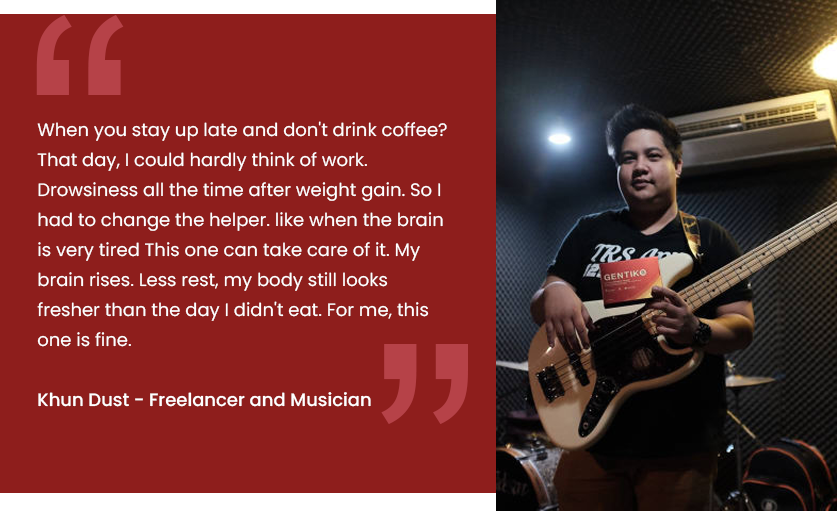 When you stay up late and don't drink coffee?
That day, I could hardly think of work.
Drowsiness all the time after weight gain. So I
had to change the helper. like when the brain
is very tired This one can take care of it. My
brain rises. Less rest, my body still looks
fresher than the day I didn't eat. For me, this
one is fine.
Khun Dust - Freelancer and Musician
TRS
GENTIKO